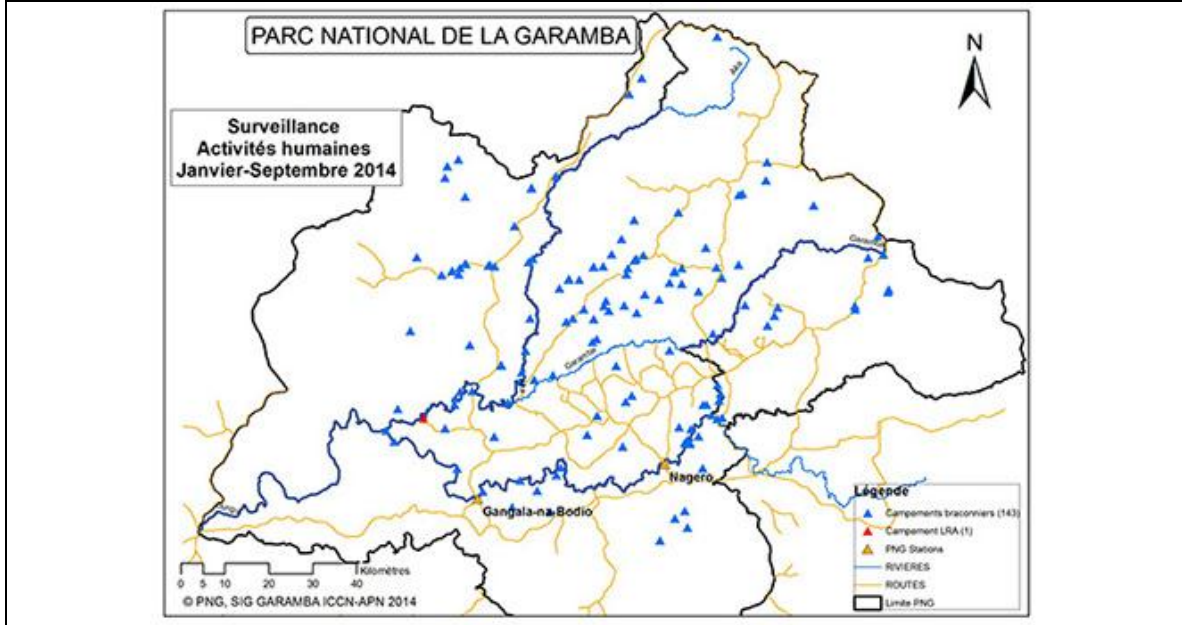 PARC NATIONAL DE LA GARAMBA
N
Surveillance
Activités humaines
Janvier-Septembre 2014
Aka
Garamba
Garamba
Nagero
Gangala-na-Bodio
Légende
Campements braconniers (143)
Campement LRA (1)
PNG Stations
RIVIERES
ROUTES
Limite PNG
Kilomètres
0 5 10 20 30 40
© PNG, SIG GARAMBA ICCN-APN 2014